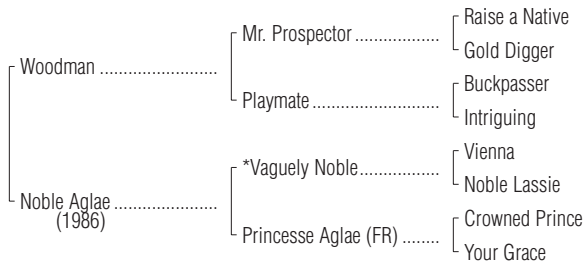 Raise a Native
Mr. Prospector ..................
Gold Digger
Woodman .........................
Buckpasser
Playmate ...........................
Intriguing
Vienna
*Vaguely Noble.................
Noble Lassie
Noble Aglae ......................
(1986)
Crowned Prince
Princesse Aglae (FR) ........
Your Grace